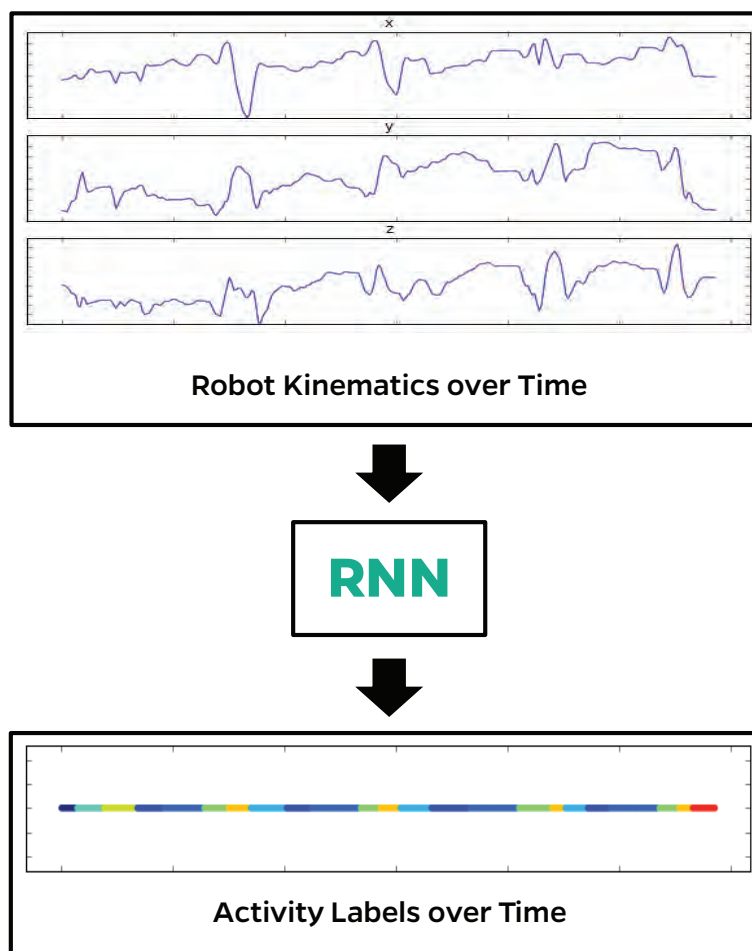 x
y
z
Robot Kinematics over Time
RNN
Activity Labels over Time